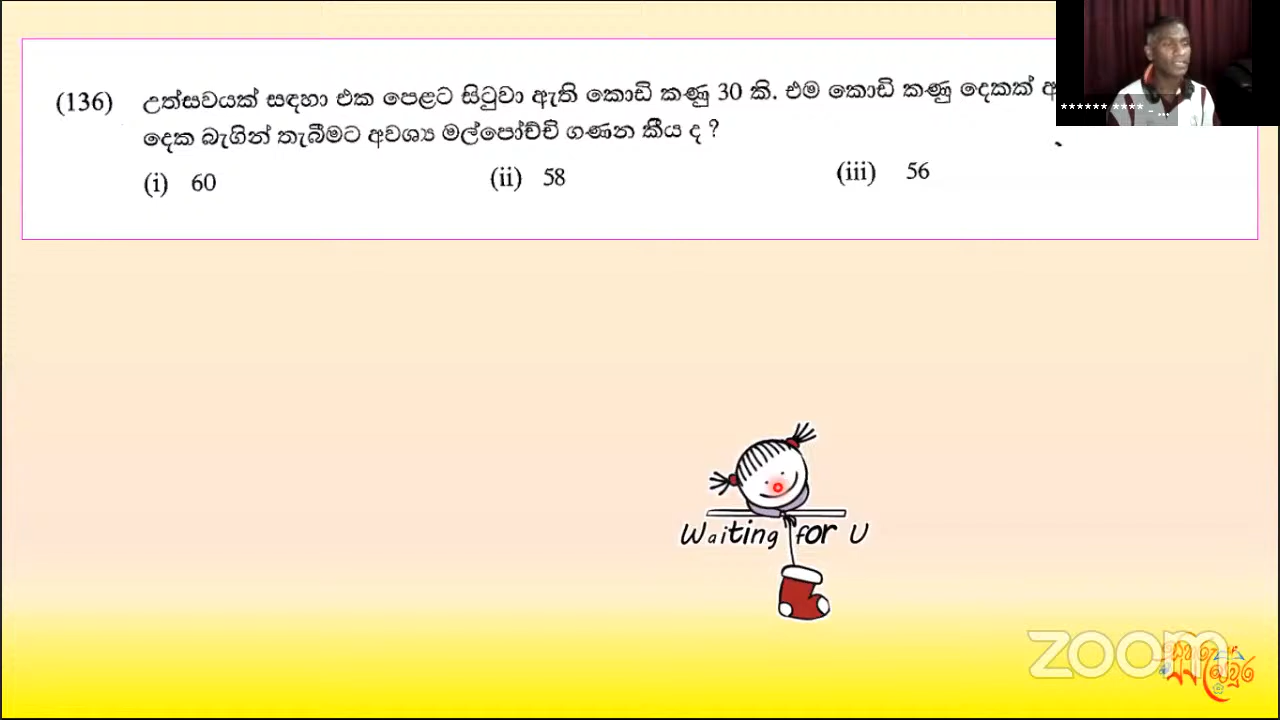 (136) උත්සවයක් සඳහා එක පෙළට සිටුවා ඇති කොඩි කණු 30 කි. එම කොඩි කණු දෙකක් අ
දෙක බැගින් තැබීමට අවශ්‍ය මල්පෝච්චි ගණන කීය ද ?
(i) 60 (ii) 58 (iii) 56
****** **** - ...
Waiting for U
zoom